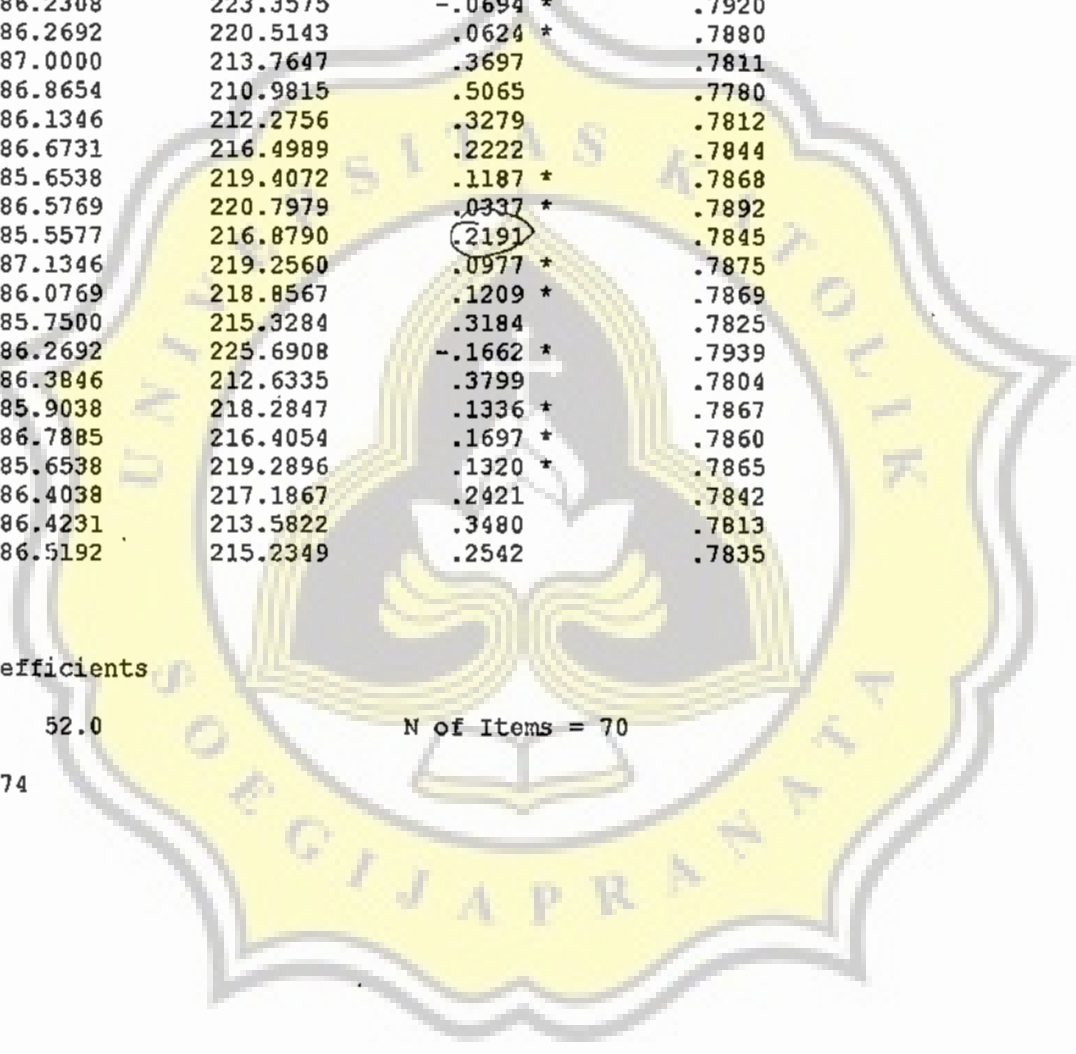 86.2308 223.3575 -.0694 * .7920
86.2692 220.5143 .0624 * .7880
87.0000 213.7647 .3697 .7811
86.8654 210.9815 .5065 .7780
86.1346 212.2756 .3279 .7812
86.6731 216.4989 .2222 .7844
85.6538 219.4072 .1187 * .7868
86.5769 220.7979 .0337 * .7892
85.5577 216.8790 .2191 .7845
87.1346 219.2560 .0977 * .7875
86.0769 218.8567 .1209 * .7869
85.7500 215.3284 .3184 .7825
86.2692 225.6908 -.1662 * .7939
86.3846 212.6335 .3799 .7804
85.9038 218.2847 .1336 * .7867
86.7885 216.4054 .1697 * .7860
85.6538 219.2896 .1320 * .7865
86.4038 217.1867 .2421 .7842
86.4231 213.5822 .3480 .7813
86.5192 215.2349 .2542 .7835
efficients
52.0 N of Items = 70
74
UNIVERSITAS KATOLIK
SOEGIJAPRANATA